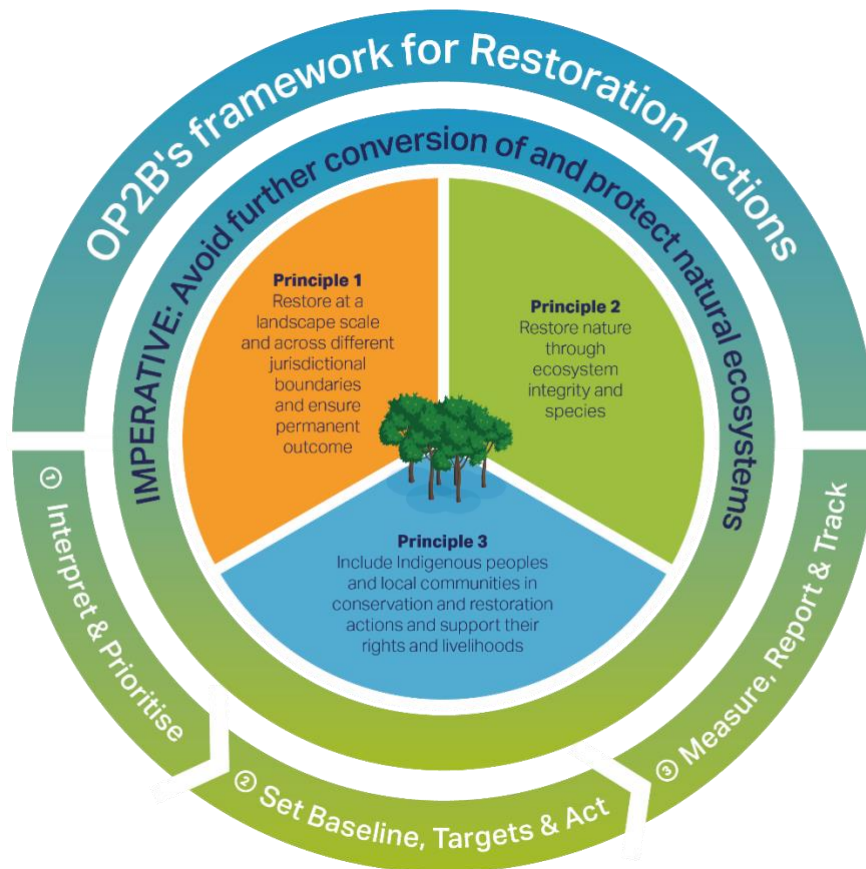 OP2B's framework for Restoration Actions
IMPERATIVE: Avoid further conversion of and protect natural ecosystems
Principle 1
Restore at a
landscape scale
and across different
jurisdictional
boundaries
and ensure
permanent
outcome
Principle 2
Restore nature
through
ecosystem
integrity and
species
Principle 3
Include Indigenous peoples
and local communities in
conservation and restoration
actions and support their
rights and livelihoods
① Interpret & Prioritise
② Set Baseline, Targets & Act
③ Measure, Report & Track